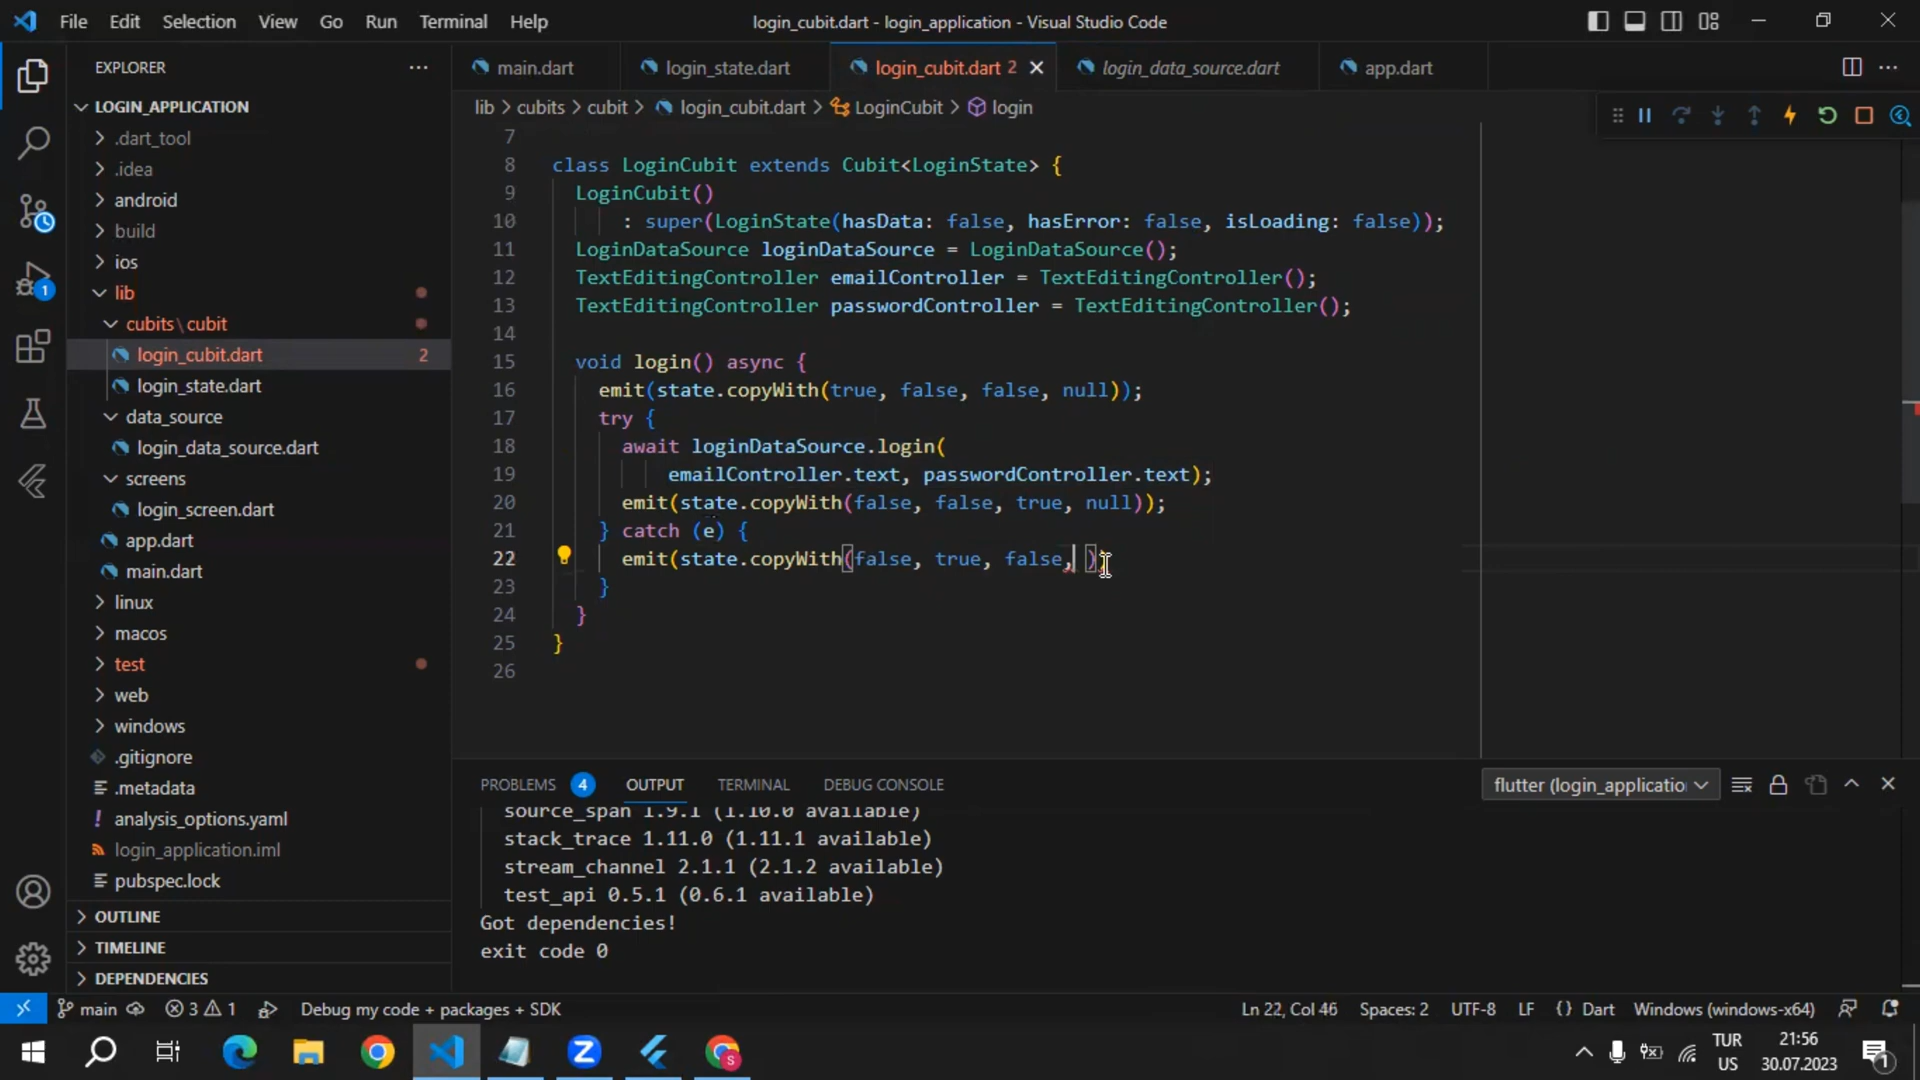 File Edit Selection View Go Run Terminal Help
login_cubit.dart - login_application - Visual Studio Code
EXPLORER
LOGIN_APPLICATION
.dart_tool
.idea
android
build
ios
lib
cubits\cubit
login_cubit.dart 2
login_state.dart
data_source
login_data_source.dart
screens
login_screen.dart
app.dart
main.dart
linux
macos
test
web
windows
.gitignore
.metadata
analysis_options.yaml
login_application.iml
pubspec.lock
OUTLINE
TIMELINE
DEPENDENCIES
1
main.dart login_state.dart login_cubit.dart 2 login_data_source.dart app.dart
lib > cubits > cubit > login_cubit.dart > LoginCubit > login
7
8 class LoginCubit extends Cubit<LoginState> {
9 LoginCubit()
10 : super(LoginState(hasData: false, hasError: false, isLoading: false));
11 LoginDataSource loginDataSource = LoginDataSource();
12 TextEditingController emailController = TextEditingController();
13 TextEditingController passwordController = TextEditingController();
14
15 void login() async {
16 emit(state.copyWith(true, false, false, null));
17 try {
18 await loginDataSource.login(
19 emailController.text, passwordController.text);
20 emit(state.copyWith(false, false, true, null));
21 } catch (e) {
22 emit(state.copyWith(false, true, false, )
23 }
24 }
25 }
26
PROBLEMS 4 OUTPUT TERMINAL DEBUG CONSOLE
flutter (login_applicatio
source_span 1.9.1 (1.10.0 available)
stack_trace 1.11.0 (1.11.1 available)
stream_channel 2.1.1 (2.1.2 available)
test_api 0.5.1 (0.6.1 available)
Got dependencies!
exit code 0
main 3 1 Debug my code + packages + SDK
Ln 22, Col 46 Spaces: 2 UTF-8 LF {} Dart Windows (windows-x64)
S
TUR
US
21:56
30.07.2023
1